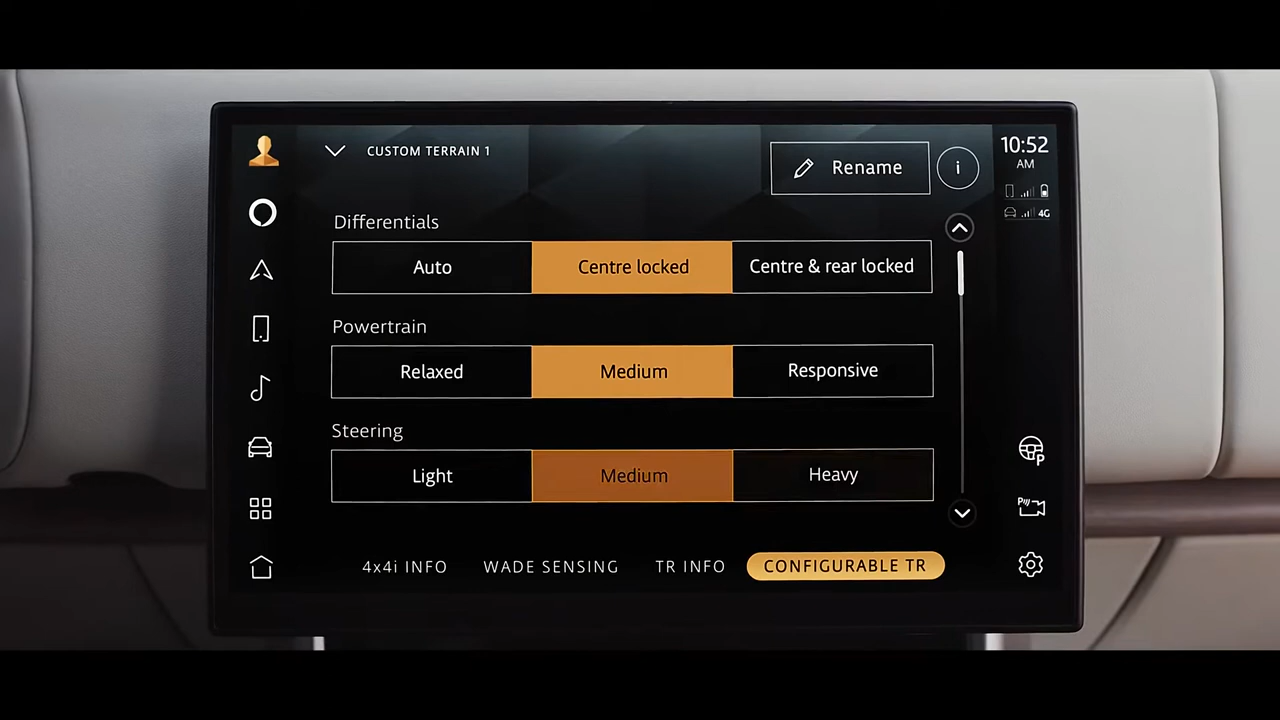 CUSTOM TERRAIN 1
Rename
i
10:52
AM
4G
Differentials
Auto
Centre locked
Centre & rear locked
Powertrain
Relaxed
Medium
Responsive
Steering
Light
Medium
Heavy
P
P
4x4i INFO
WADE SENSING
TR INFO
CONFIGURABLE TR